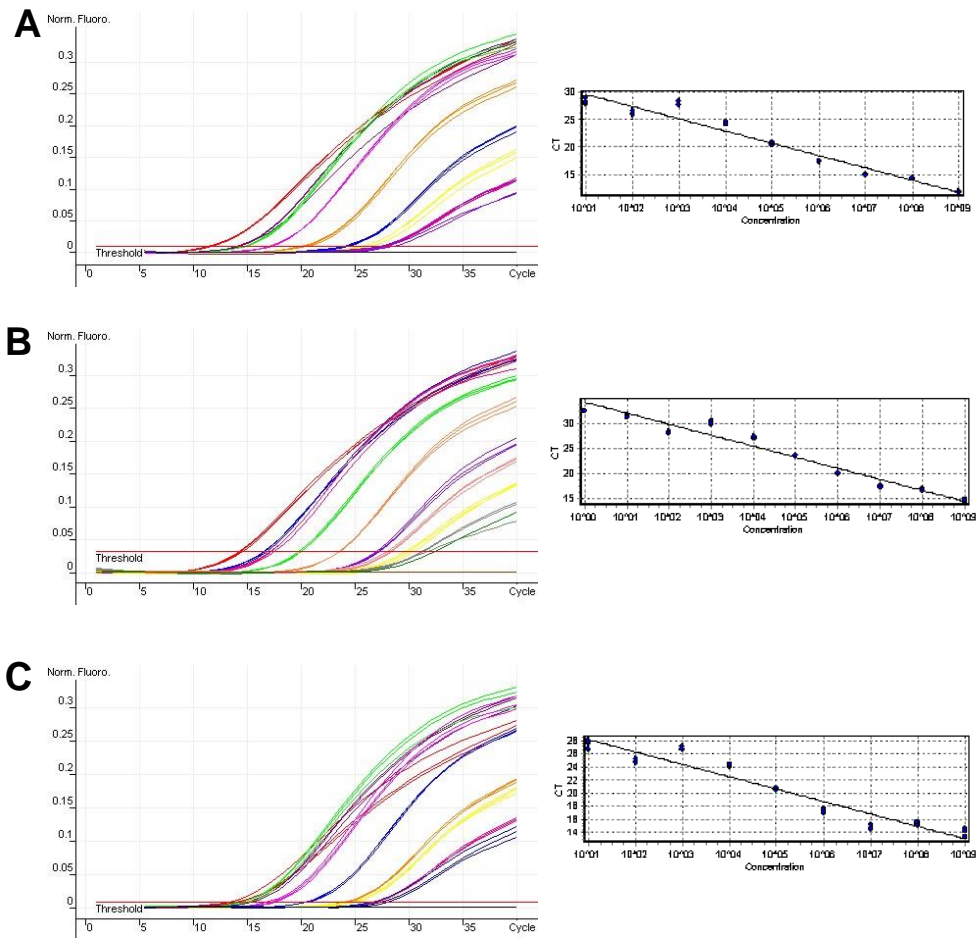 A
Norm. Fluoro.
0.3
0.25
0.2
0.15
0.1
0.05
0
Threshold
0 5 10 15 20 25 30 35 Cycle
30
25
20
15
CT
10^01 10^02 10^03 10^04 10^05 10^06 10^07 10^08 10^09
Concentration
B
Norm. Fluoro.
0.3
0.25
0.2
0.15
0.1
0.05
0
Threshold
0 5 10 15 20 25 30 35 Cycle
30
25
20
15
CT
10^00 10^01 10^02 10^03 10^04 10^05 10^06 10^07 10^08 10^09
Concentration
C
Norm. Fluoro.
0.3
0.25
0.2
0.15
0.1
0.05
0
Threshold
0 5 10 15 20 25 30 35 Cycle
28
26
24
22
20
18
16
14
CT
10^01 10^02 10^03 10^04 10^05 10^06 10^07 10^08 10^09
Concentration